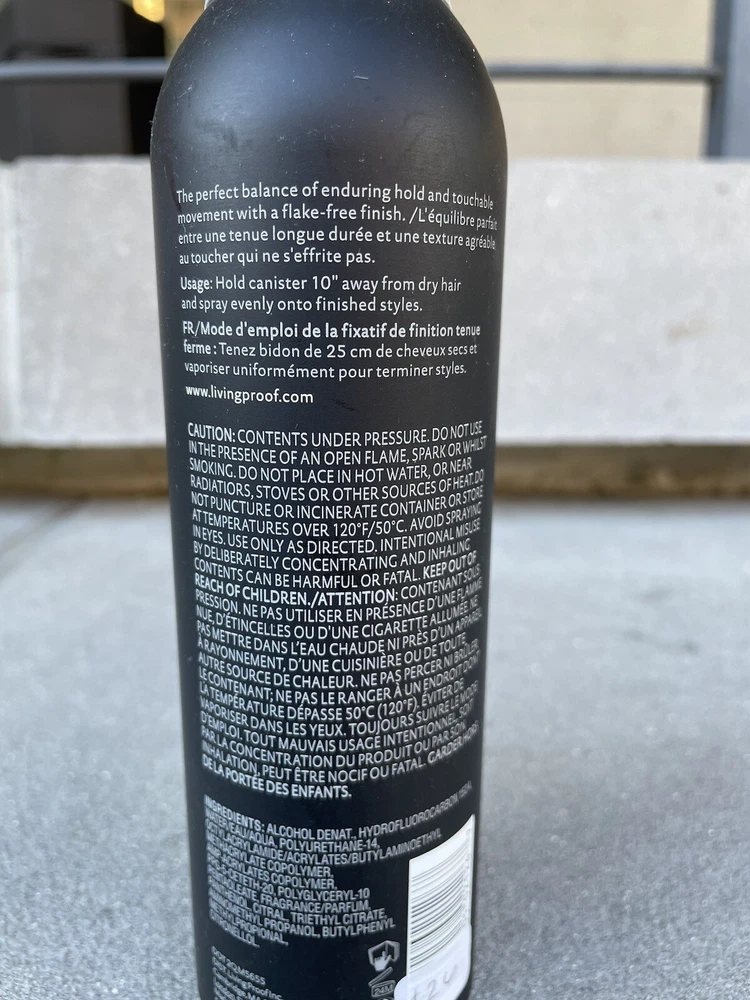 The perfect balance of enduring hold and touchable
movement with a flake-free finish. /L'équilibre parfait
entre une tenue longue durée et une texture agréable
au toucher qui ne s'effrite pas.
Usage: Hold canister 10" away from dry hair
and spray evenly onto finished styles.
FR/Mode d'emploi de la fixatif de finition tenue
ferme : Tenez bidon de 25 cm de cheveux secs et
vaporiser uniformément pour terminer styles.
www.livingproof.com
CAUTION: CONTENTS UNDER PRESSURE. DO NOT USE
IN THE PRESENCE OF AN OPEN FLAME, SPARK OR WHILST
SMOKING. DO NOT PLACE IN HOT WATER, OR NEAR
RADIATIORS, STOVES OR OTHER SOURCES OF HEAT. DO
NOT PUNCTURE OR INCINERATE CONTAINER OR STORE
AT TEMPERATURES OVER 120°F/50°C. AVOID SPRAYING
IN EYES. USE ONLY AS DIRECTED. INTENTIONAL MISUSE
BY DELIBERATELY CONCENTRATING AND INHALING
CONTENTS CAN BE HARMFUL OR FATAL. KEEP OUT OF
REACH OF CHILDREN./ATTENTION: CONTENANT SOUS
PRESSION. NE PAS UTILISER EN PRÉSENCE D'UNE FLAMME
NUE, D'ÉTINCELLES OU D'UNE CIGARETTE ALLUMÉE. NE
PAS METTRE DANS L'EAU CHAUDE NI PRÈS D'UN APPAREIL
À RAYONNEMENT, D'UNE CUISINIÈRE OU DE TOUTE
AUTRE SOURCE DE CHALEUR. NE PAS PERCER NI BRÛLER
LE CONTENANT; NE PAS LE RANGER À UN ENDROIT DONT
LA TEMPÉRATURE DÉPASSE 50°C (120°F). ÉVITER DE
VAPORISER DANS LES YEUX. TOUJOURS SUIVRE LE MODE
D'EMPLOI. TOUT MAUVAIS USAGE INTENTIONNEL, SOIT
PAR LA CONCENTRATION DU PRODUIT OU PAR SON
INHALATION, PEUT ÊTRE NOCIF OU FATAL. GARDER HORS
DE LA PORTÉE DES ENFANTS.
INGREDIENTS: ALCOHOL DENAT., HYDROFLUOROCARBON 152A,
WATER/EAU/AQUA, POLYURETHANE-14,
OCTYLACRYLAMIDE/ACRYLATES/BUTYLAMINOETHYL
METHACRYLATE COPOLYMER,
ACRYLATES COPOLYMER,
POLYGLYCERYL-10
FRAGRANCE/PARFUM,
CITRAL, TRIETHYL CITRATE,
PROPANOL, BUTYLPHENYL
METHYLPROPIONAL,
24M